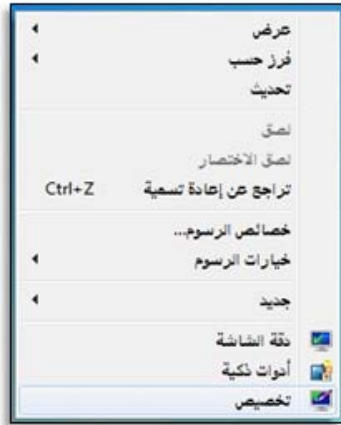 عرض
فرز حسب
تحديث
لصق
لصق الاختصار
تراجع عن إعادة تسمية Ctrl+Z
خصائص الرسوم...
خيارات الرسوم
جديد
دقة الشاشة
أدوات ذكية
تخصيص